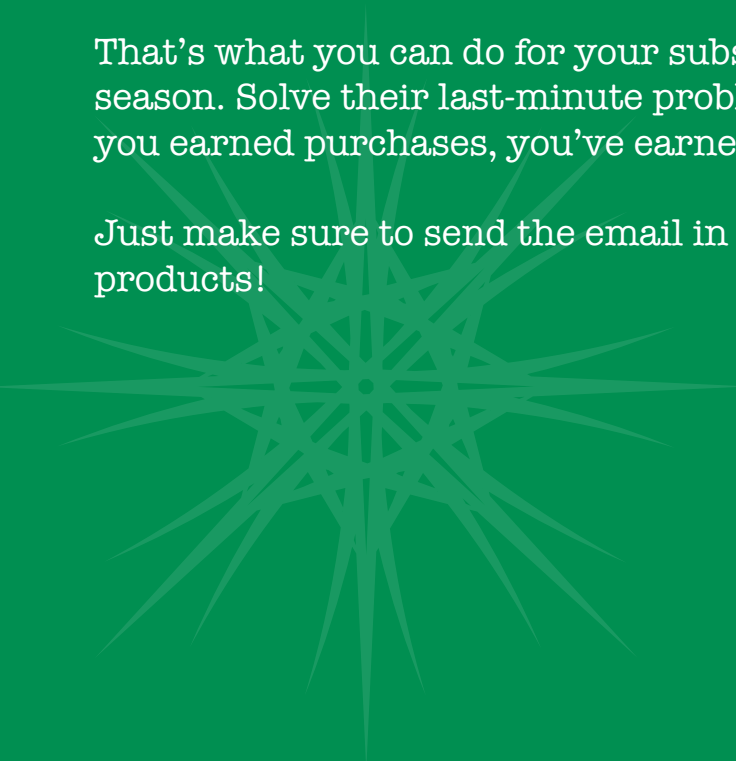 That’s what you can do for your subs
season. Solve their last-minute prob
you earned purchases, you’ve earne
Just make sure to send the email in
products!